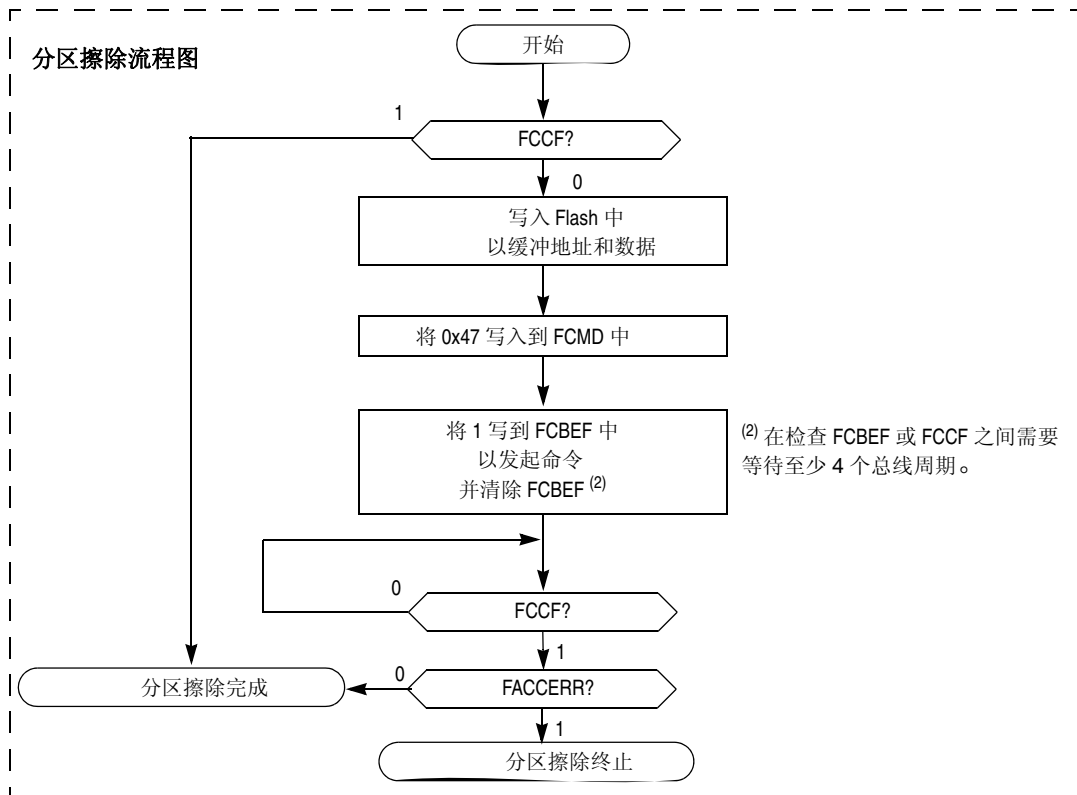 分区擦除流程图
开始
1
FCCF?
0
写入 Flash 中
以缓冲地址和数据
将 0x47 写入到 FCMD 中
将 1 写到 FCBEF 中
以发起命令
并清除 FCBEF (2)
(2) 在检查 FCBEF 或 FCCF 之间需要
等待至少 4 个总线周期。
0
FCCF?
1
分区擦除完成
0
FACCERR?
1
分区擦除终止